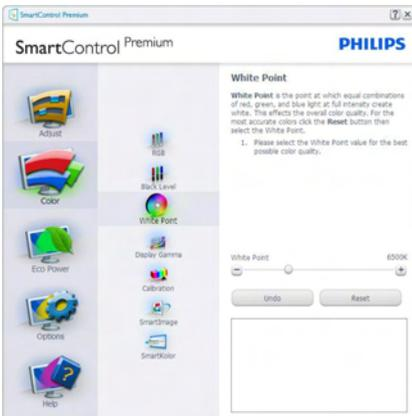 SmartControl Premium
SmartControl Premium
PHILIPS
Adjust
Color
Eco Power
Options
Help
RGB
Black Level
White Point
Display Gamma
Calibration
SmartImage
SmartKolor
White Point
White Point is the point at which equal combinations
of red, green, and blue light at full intensity create
white. This effects the overall color quality. For the
most accurate colors click the Reset button then
select the White Point.
1. Please select the White Point value for the best
possible color quality.
White Point 6500K
Undo Reset